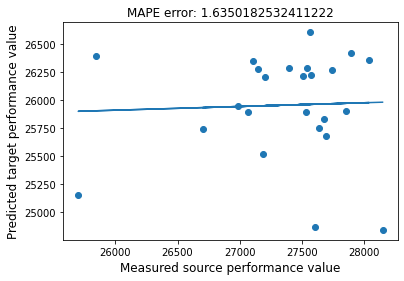 MAPE error: 1.6350182532411222
Predicted target performance value
26500
26250
26000
25750
25500
25250
25000
26000 26500 27000 27500 28000
Measured source performance value